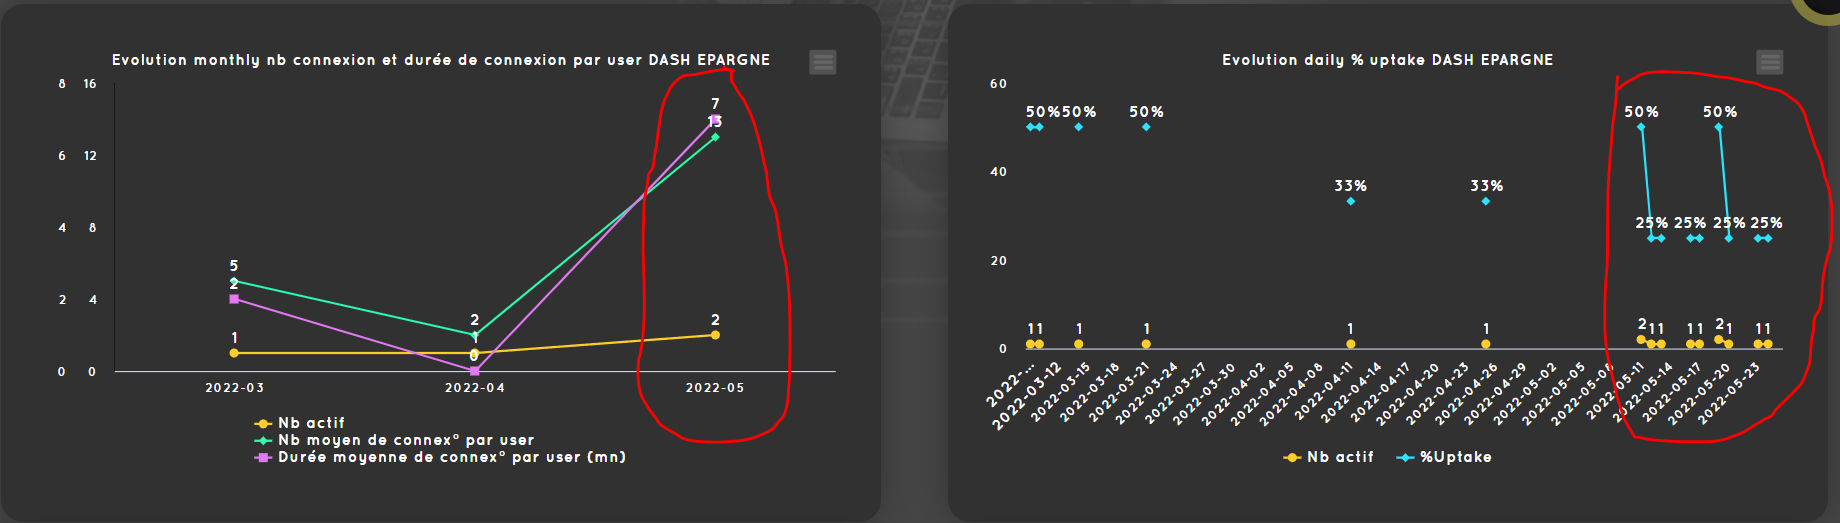 Evolution monthly nb connexion et durée de connexion par user DASH EPARGNE
8 16
7
13
6 12
4 8
5
2
2 4
2
2
1
1
0
0 0
2022-03 2022-04 2022-05
Nb actif
Nb moyen de connex° par user
Durée moyenne de connex° par user (mn)
Evolution daily % uptake DASH EPARGNE
60
50% 50% 50% 50% 50%
40
33% 33%
25% 25% 25% 25%
20
1 1 1 1 1 1 2 1 1 1 1 2 1 1 1
0
2022-... 2022-03-12 2022-03-15 2022-03-18 2022-03-21 2022-03-24 2022-03-27 2022-03-30 2022-04-02 2022-04-05 2022-04-08 2022-04-11 2022-04-14 2022-04-17 2022-04-20 2022-04-23 2022-04-26 2022-04-29 2022-05-02 2022-05-05 2022-05-08 2022-05-11 2022-05-14 2022-05-17 2022-05-20 2022-05-23
Nb actif %Uptake